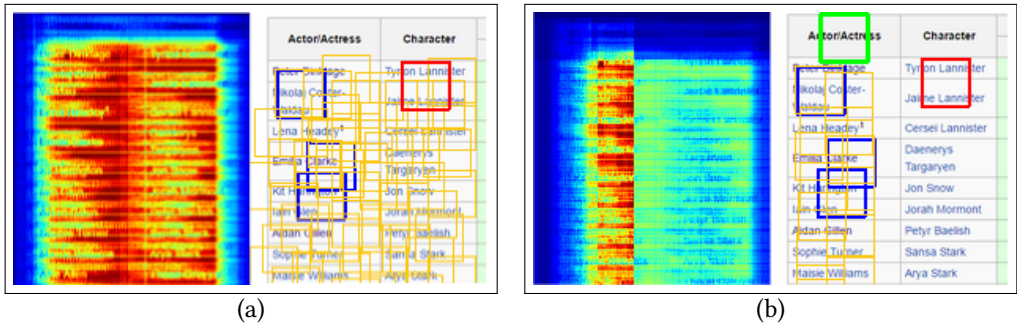 Actor/Actress Character
Peter Dinklage Tyrion Lannister
Nikolaj Coster-
Waldau Jaime Lannister
Lena Headey¹ Cersei Lannister
Emilia Clarke Daenerys
Targaryen
Kit Harington Jon Snow
Iain Glen Jorah Mormont
Aidan Gillen Petyr Baelish
Sophie Turner Sansa Stark
Maisie Williams Arya Stark
(a)
Actor/Actress Character
Peter Dinklage Tyrion Lannister
Nikolaj Coster-
Waldau Jaime Lannister
Lena Headey¹ Cersei Lannister
Emilia Clarke Daenerys
Targaryen
Kit Harington Jon Snow
Iain Glen Jorah Mormont
Aidan Gillen Petyr Baelish
Sophie Turner Sansa Stark
Maisie Williams Arya Stark
(b)